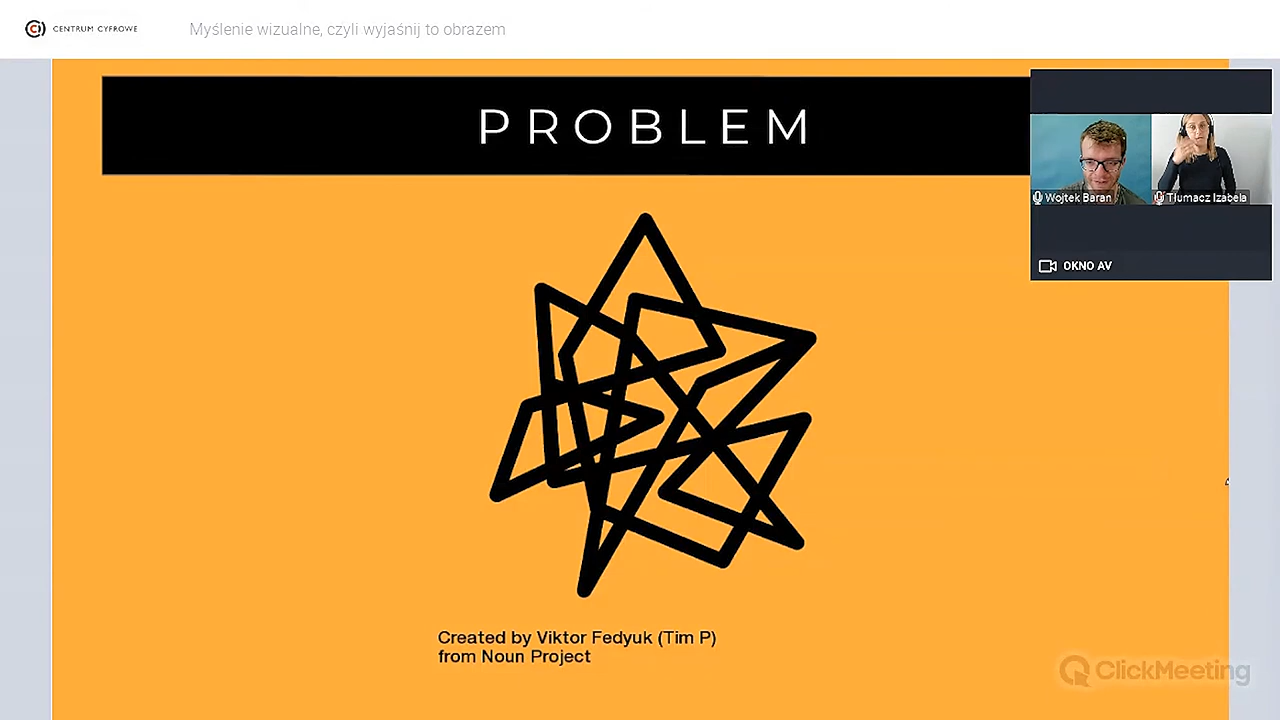 CENTRUM CYFROWE
Myślenie wizualne, czyli wyjaśnij to obrazem
PROBLEM
Wojtek Baran
Tłumacz Izabela
OKNO AV
Created by Viktor Fedyuk (Tim P)
from Noun Project
ClickMeeting